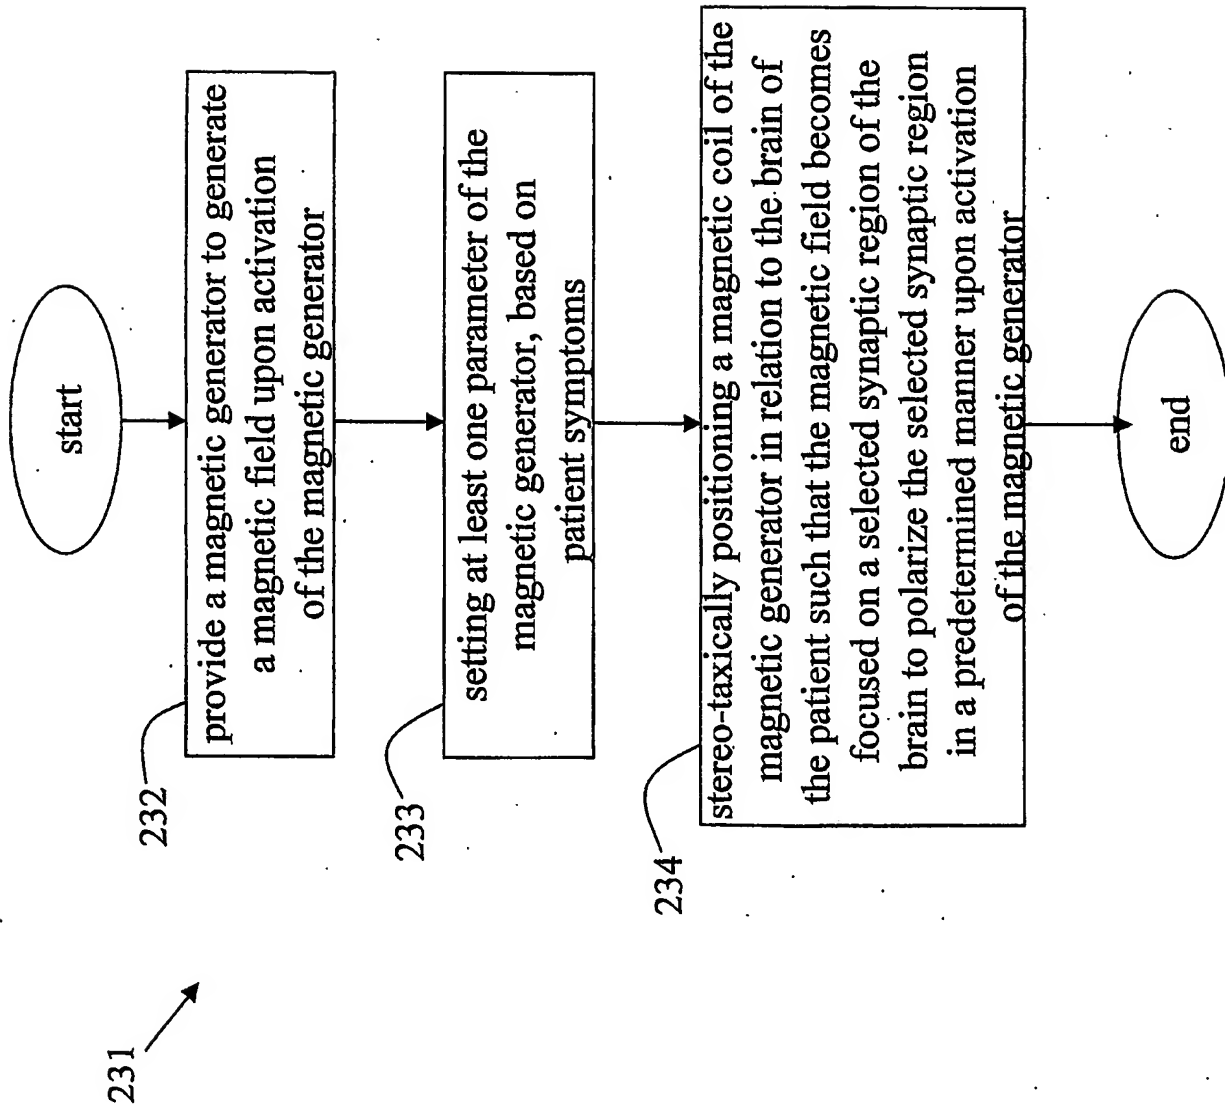 231
start
232
provide a magnetic generator to generate
a magnetic field upon activation
of the magnetic generator
233
setting at least one parameter of the
magnetic generator, based on
patient symptoms
234
stereo-taxically positioning a magnetic coil of the
magnetic generator in relation to the brain of
the patient such that the magnetic field becomes
focused on a selected synaptic region of the
brain to polarize the selected synaptic region
in a predetermined manner upon activation
of the magnetic generator
end